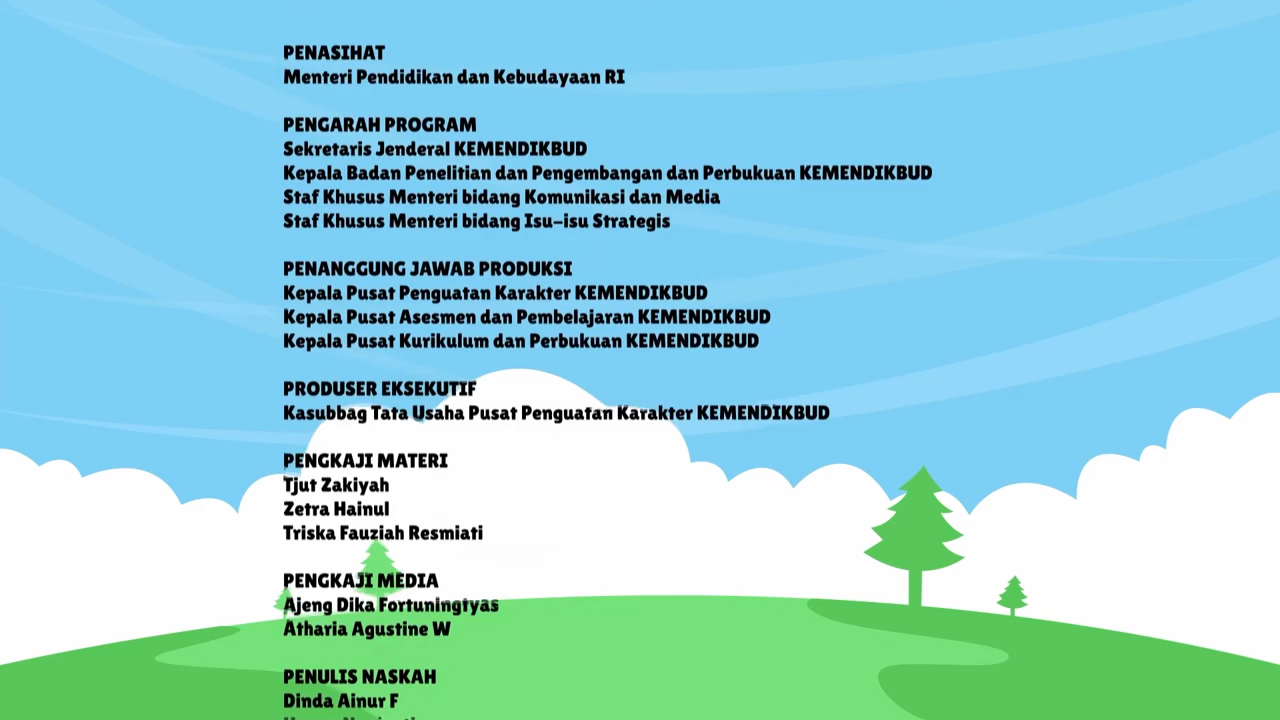 PENASIHAT
Menteri Pendidikan dan Kebudayaan RI
PENGARAH PROGRAM
Sekretaris Jenderal KEMENDIKBUD
Kepala Badan Penelitian dan Pengembangan dan Perbukuan KEMENDIKBUD
Staf Khusus Menteri bidang Komunikasi dan Media
Staf Khusus Menteri bidang Isu-isu Strategis
PENANGGUNG JAWAB PRODUKSI
Kepala Pusat Penguatan Karakter KEMENDIKBUD
Kepala Pusat Asesmen dan Pembelajaran KEMENDIKBUD
Kepala Pusat Kurikulum dan Perbukuan KEMENDIKBUD
PRODUSER EKSEKUTIF
Kasubbag Tata Usaha Pusat Penguatan Karakter KEMENDIKBUD
PENGKAJI MATERI
Tjut Zakiyah
Zetra Hainul
Triska Fauziah Resmiati
PENGKAJI MEDIA
Ajeng Dika Fortuningtyas
Atharia Agustine W
PENULIS NASKAH
Dinda Ainur F